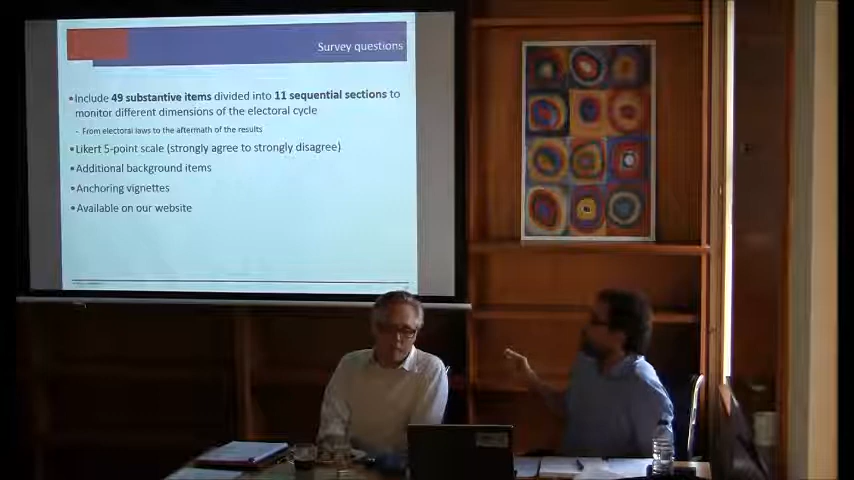 Survey questions
•Include 49 substantive items divided into 11 sequential sections to
monitor different dimensions of the electoral cycle
- From electoral laws to the aftermath of the results
•Likert 5-point scale (strongly agree to strongly disagree)
•Additional background items
•Anchoring vignettes
•Available on our website